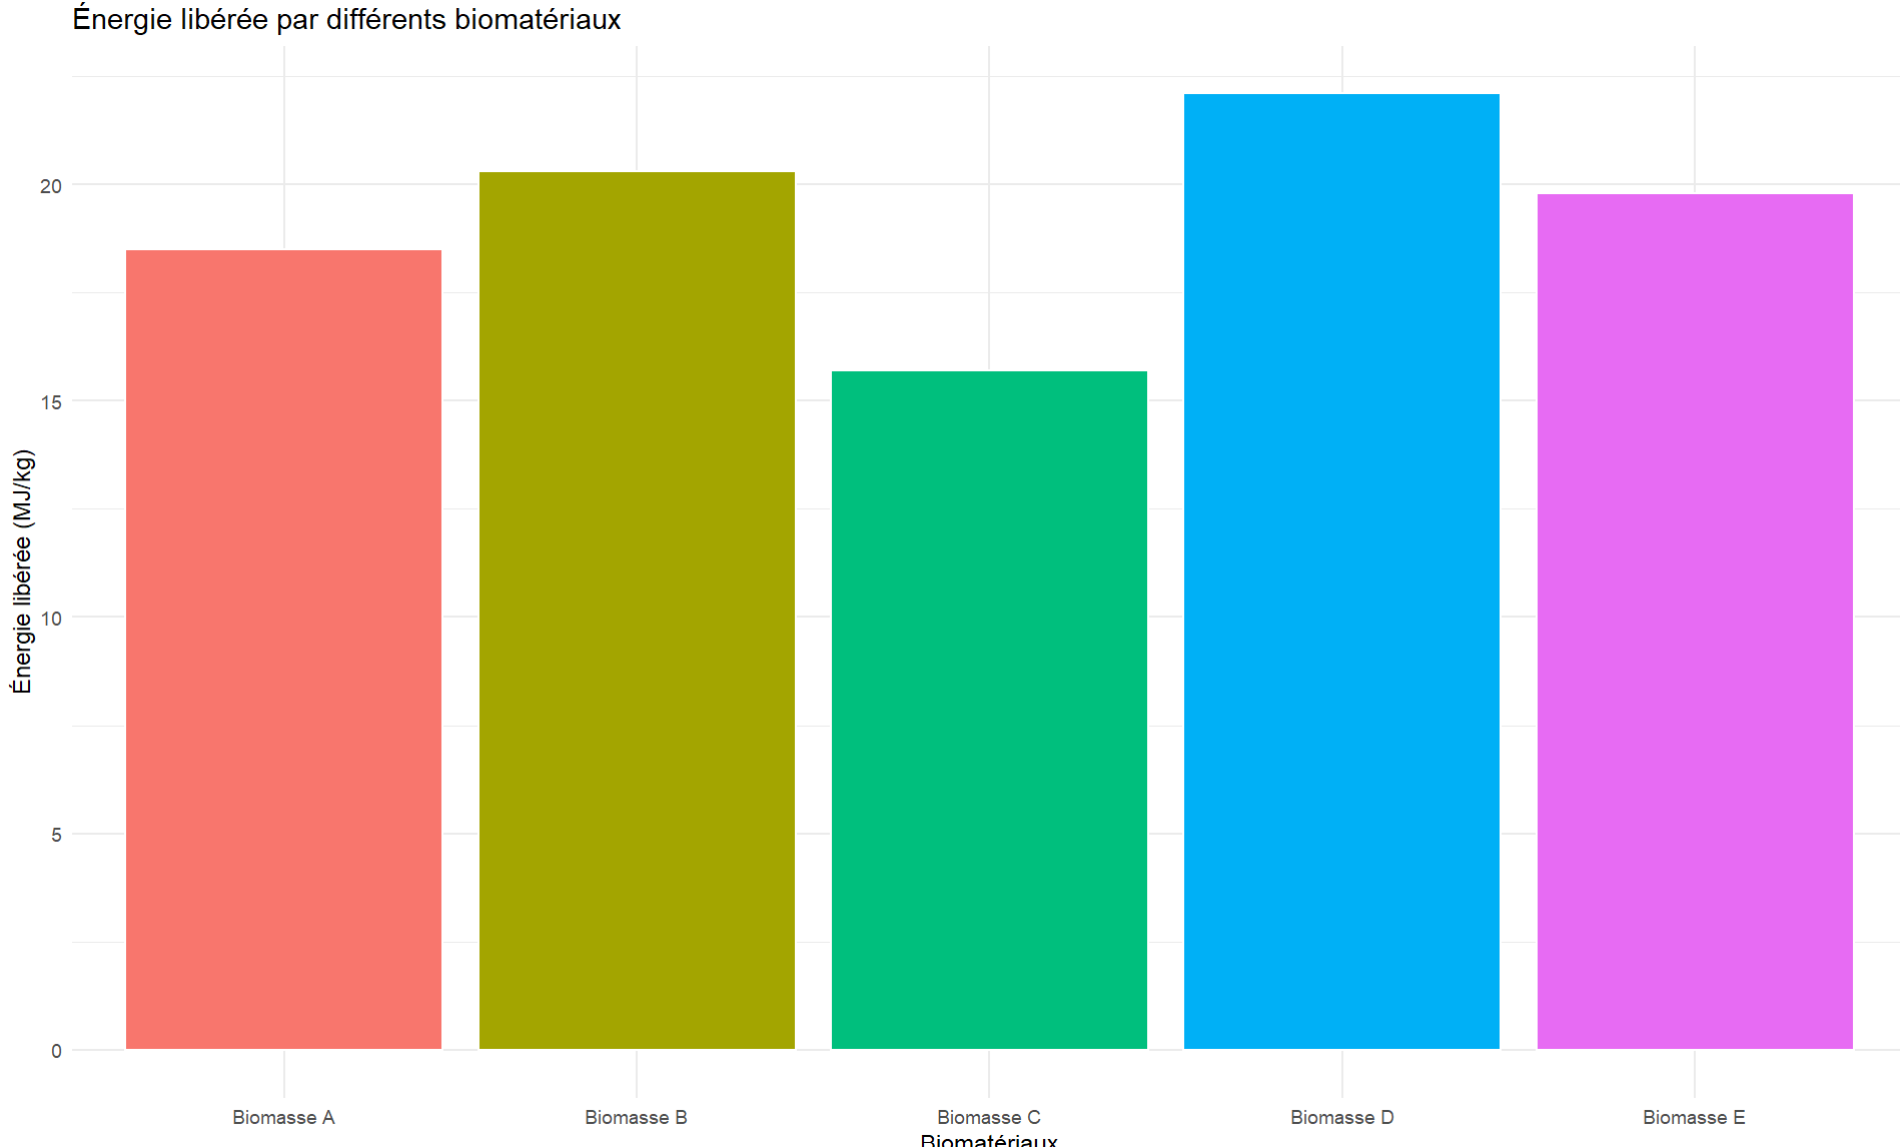 Énergie libérée par différents biomatériaux
Énergie libérée (MJ/kg)
20
15
10
5
0
Biomasse A
Biomasse B
Biomasse C
Biomasse D
Biomasse E
Biomatériaux